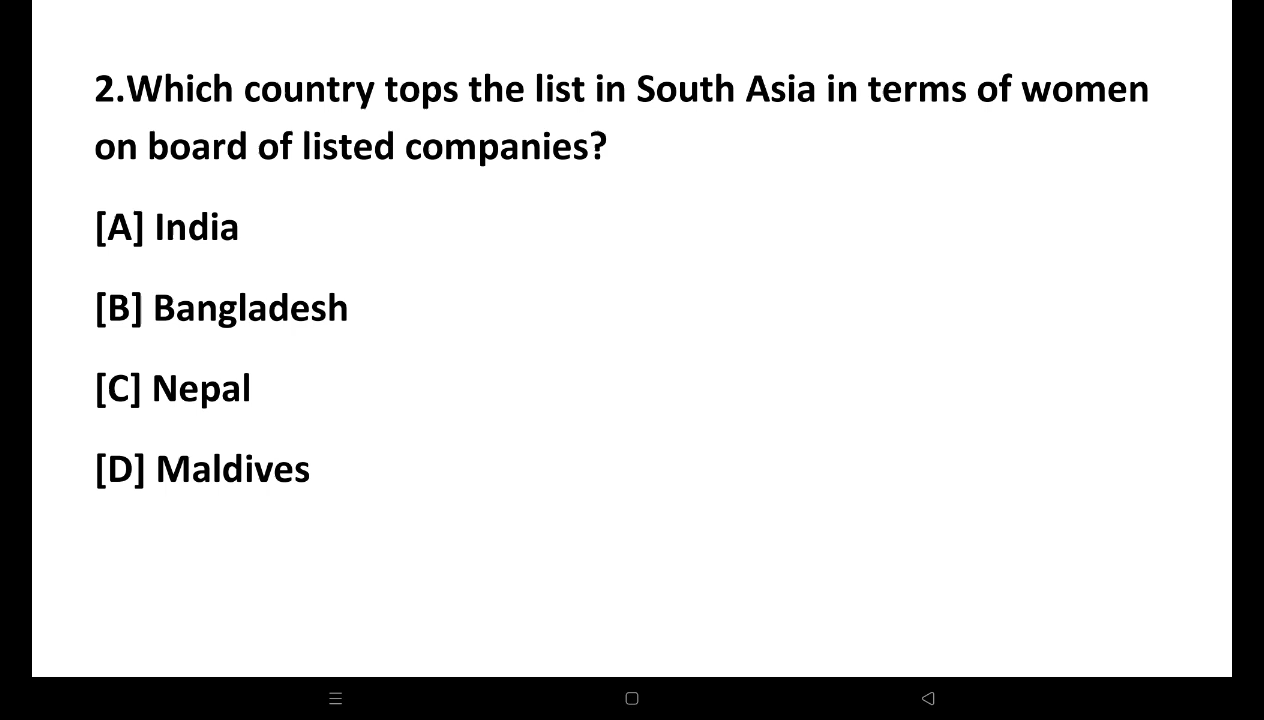 2.Which country tops the list in South Asia in terms of women
on board of listed companies?
[A] India
[B] Bangladesh
[C] Nepal
[D] Maldives